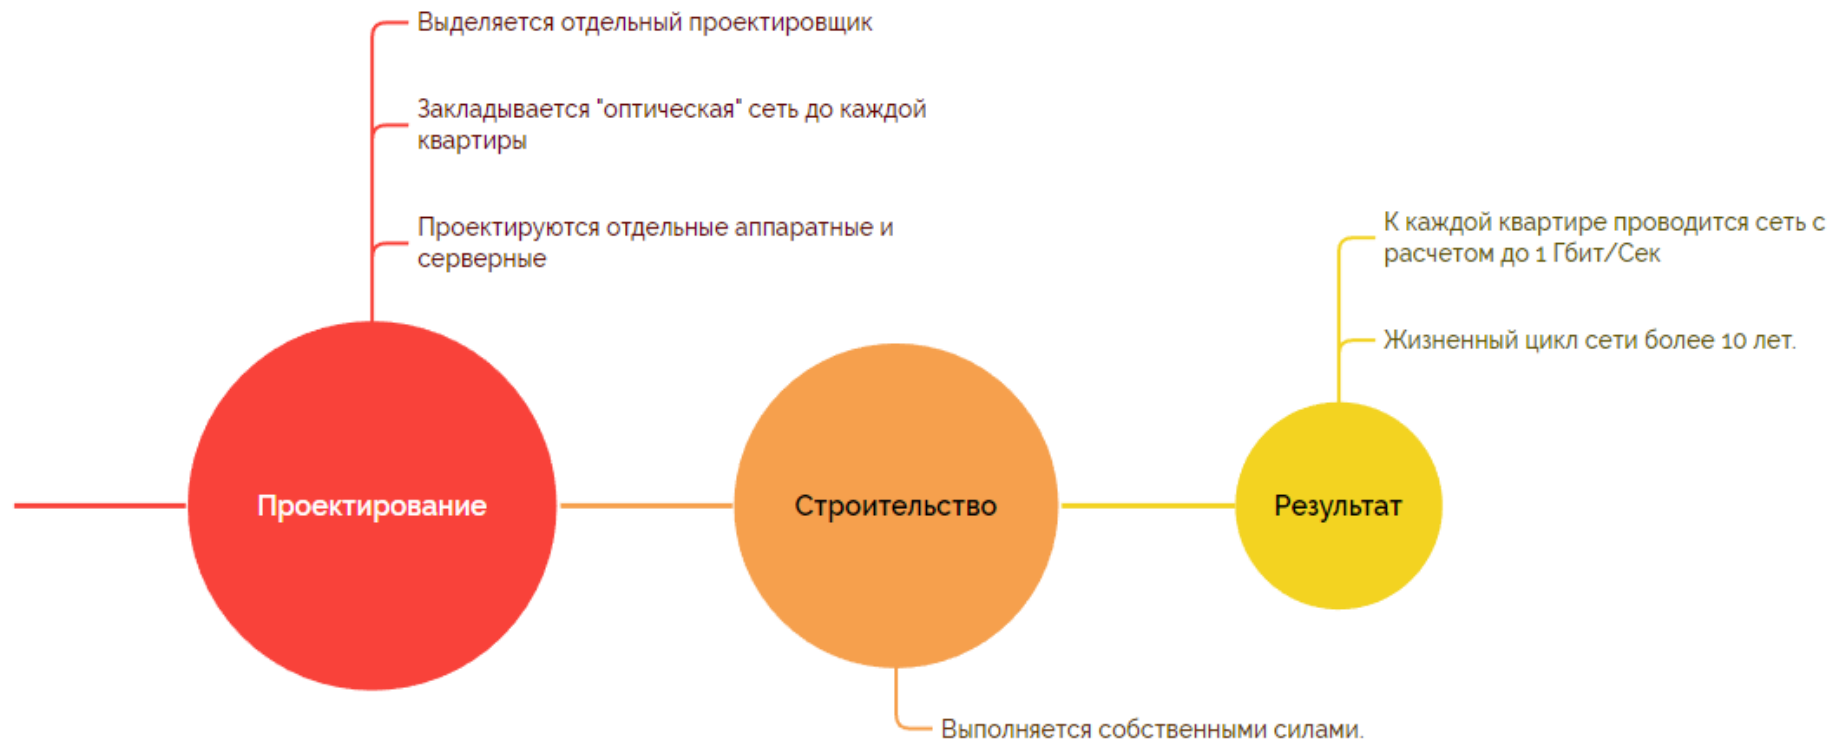 Выделяется отдельный проектировщик
Закладывается "оптическая" сеть до каждой
квартиры
Проектируются отдельные аппаратные и
серверные
Проектирование
Строительство
Выполняется собственными силами.
К каждой квартире проводится сеть с
расчетом до 1 Гбит/Сек
Жизненный цикл сети более 10 лет.
Результат